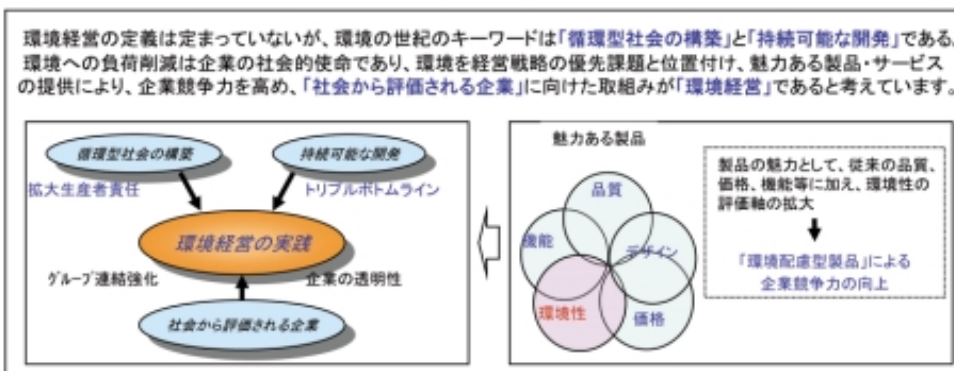 環境経営の定義は定まっていないが、環境の世紀のキーワードは「循環型社会の構築」と「持続可能な開発」である。
環境への負荷削減は企業の社会的使命であり、環境を経営戦略の優先課題と位置付け、魅力ある製品・サービス
の提供により、企業競争力を高め、「社会から評価される企業」に向けた取組みが「環境経営」であると考えています。
循環型社会の構築
持続可能な開発
拡大生産者責任
トリプルボトムライン
環境経営の実践
グループ連結強化
企業の透明性
社会から評価される企業
魅力ある製品
品質
機能
デザイン
環境性
価格
製品の魅力として、従来の品質、
価格、機能等に加え、環境性の
評価軸の拡大
「環境配慮型製品」による
企業競争力の向上